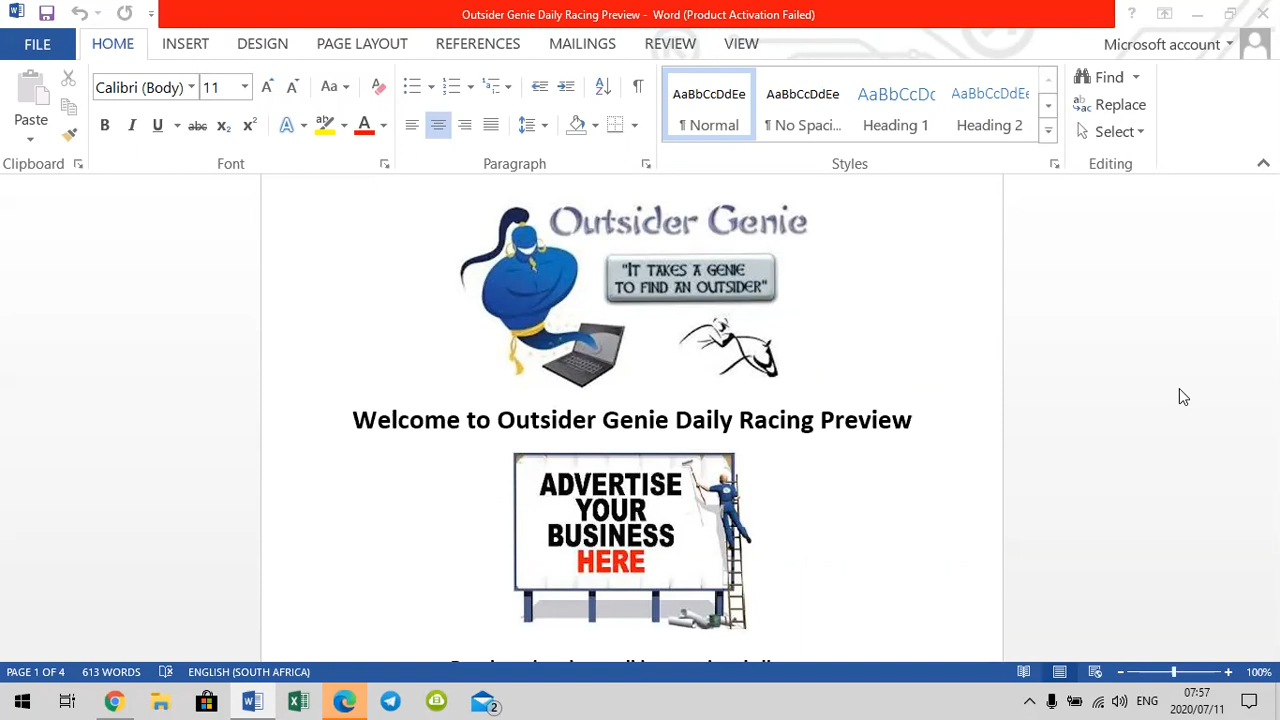 Outsider Genie Daily Racing Preview - Word (Product Activation Failed)
?
FILE HOME INSERT DESIGN PAGE LAYOUT REFERENCES MAILINGS REVIEW VIEW Microsoft account
Paste
Clipboard
Calibri (Body) 11
Font
Paragraph
AaBbCcDdEe AaBbCcDdEe AaBbCcDc AaBbCcDdEe
¶ Normal ¶ No Spaci... Heading 1 Heading 2
Styles
Find
Replace
Select
Editing
Outsider Genie
"IT TAKES A GENIE
TO FIND AN OUTSIDER"
Welcome to Outsider Genie Daily Racing Preview
ADVERTISE
YOUR
BUSINESS
HERE
PAGE 1 OF 4 613 WORDS ENGLISH (SOUTH AFRICA) 100%
2
ENG
07:57
2020/07/11